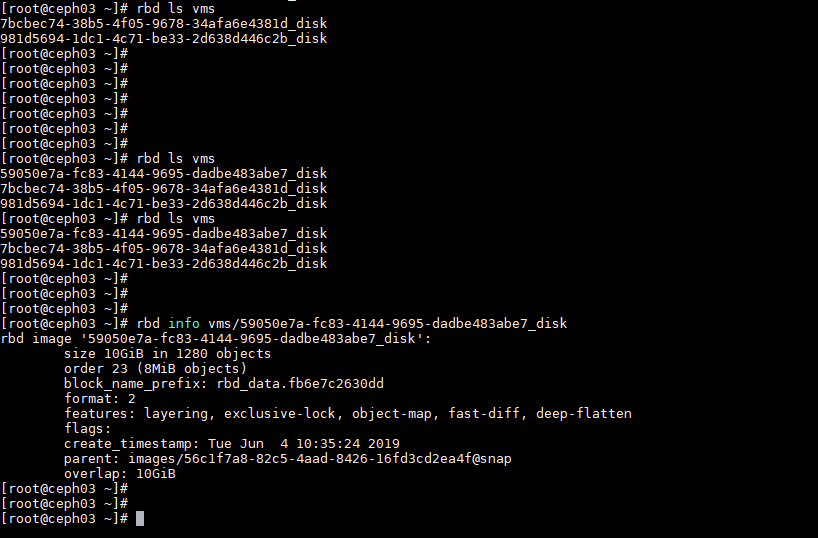 [root@ceph03 ~]# rbd ls vms
7bcbec74-38b5-4f05-9678-34afa6e4381d_disk
981d5694-1dc1-4c71-be33-2d638d446c2b_disk
[root@ceph03 ~]#
[root@ceph03 ~]#
[root@ceph03 ~]#
[root@ceph03 ~]#
[root@ceph03 ~]#
[root@ceph03 ~]#
[root@ceph03 ~]#
[root@ceph03 ~]# rbd ls vms
59050e7a-fc83-4144-9695-dadbe483abe7_disk
7bcbec74-38b5-4f05-9678-34afa6e4381d_disk
981d5694-1dc1-4c71-be33-2d638d446c2b_disk
[root@ceph03 ~]# rbd ls vms
59050e7a-fc83-4144-9695-dadbe483abe7_disk
7bcbec74-38b5-4f05-9678-34afa6e4381d_disk
981d5694-1dc1-4c71-be33-2d638d446c2b_disk
[root@ceph03 ~]#
[root@ceph03 ~]#
[root@ceph03 ~]#
[root@ceph03 ~]# rbd info vms/59050e7a-fc83-4144-9695-dadbe483abe7_disk
rbd image '59050e7a-fc83-4144-9695-dadbe483abe7_disk':
        size 10GiB in 1280 objects
        order 23 (8MiB objects)
        block_name_prefix: rbd_data.fb6e7c2630dd
        format: 2
        features: layering, exclusive-lock, object-map, fast-diff, deep-flatten
        flags:
        create_timestamp: Tue Jun  4 10:35:24 2019
        parent: images/56c1f7a8-82c5-4aad-8426-16fd3cd2ea4f@snap
        overlap: 10GiB
[root@ceph03 ~]#
[root@ceph03 ~]#
[root@ceph03 ~]#